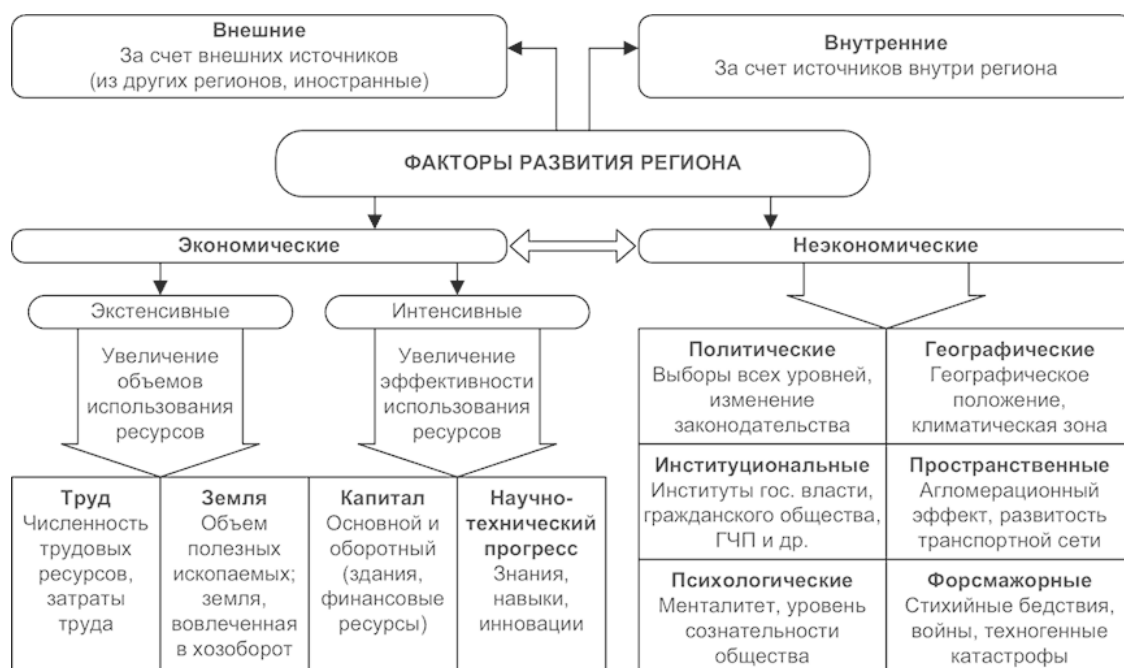 Внешние
За счет внешних источников
(из других регионов, иностранные)
Внутренние
За счет источников внутри региона
ФАКТОРЫ РАЗВИТИЯ РЕГИОНА
Экономические
Неэкономические
Экстенсивные
Интенсивные
Увеличение
объемов
использования
ресурсов
Увеличение
эффективности
использования
ресурсов
Труд
Численность
трудовых
ресурсов,
затраты
труда
Земля
Объем
полезных
ископаемых;
земля,
вовлеченная
в хозоборот
Капитал
Основной и
оборотный
(здания,
финансовые
ресурсы)
Научно-
технический
прогресс
Знания,
навыки,
инновации
Политические
Выборы всех уровней,
изменение
законодательства
Географические
Географическое
положение,
климатическая зона
Институциональные
Институты гос. власти,
гражданского общества,
ГЧП и др.
Пространственные
Агломерационный
эффект, развитость
транспортной сети
Психологические
Менталитет, уровень
сознательности
общества
Форсмажорные
Стихийные бедствия,
войны, техногенные
катастрофы